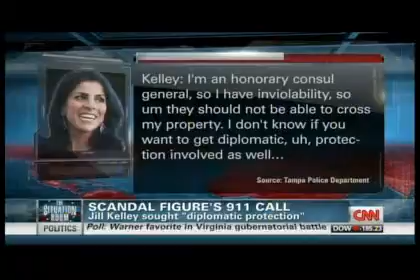 Kelley: I'm an honorary consul
general, so I have inviolability, so
um they should not be able to cross
my property. I don't know if you
want to get diplomatic, uh, protec-
tion involved as well...
Source: Tampa Police Department
THE
SITUATION
ROOM
POLITICS
SCANDAL FIGURE'S 911 CALL
Jill Kelley sought "diplomatic protection"
Poll: Warner favorite in Virginia gubernatorial battle
CNN
DOW 185.23